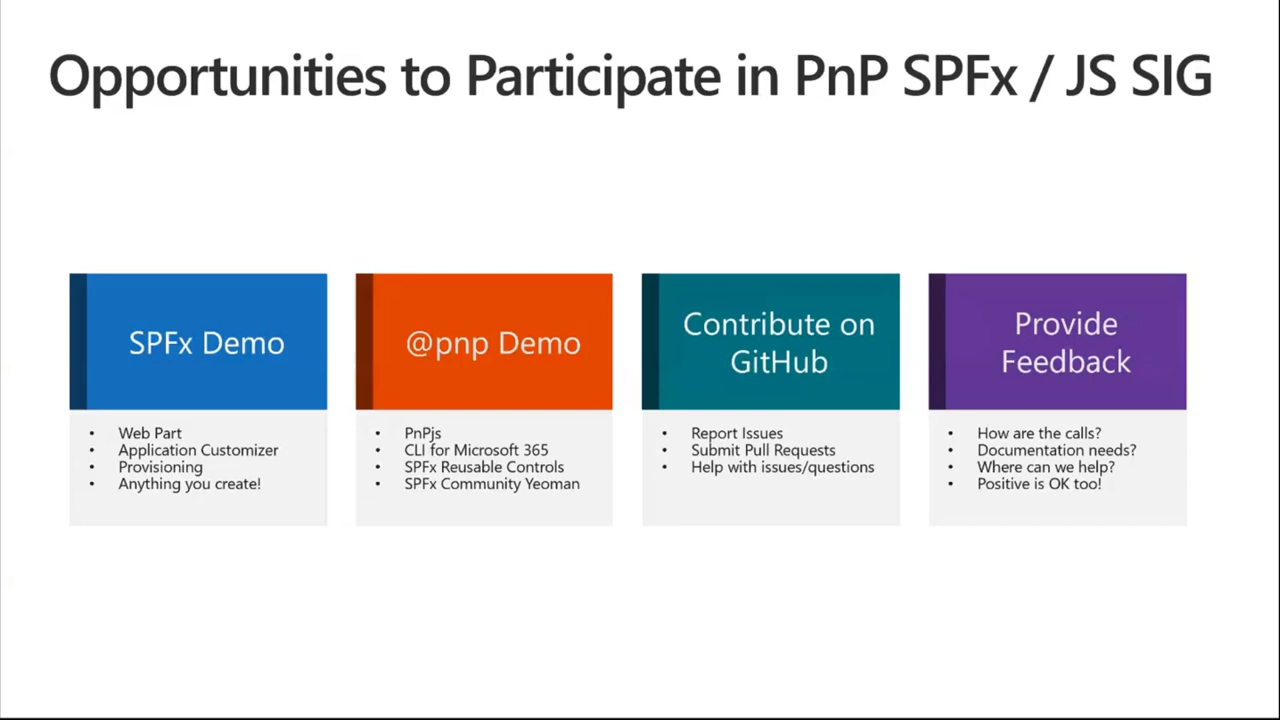 Opportunities to Participate in PnP SPFx / JS SIG
SPFx Demo
• Web Part
• Application Customizer
• Provisioning
• Anything you create!
@pnp Demo
• PnPjs
• CLI for Microsoft 365
• SPFx Reusable Controls
• SPFx Community Yeoman
Contribute on
GitHub
• Report Issues
• Submit Pull Requests
• Help with issues/questions
Provide
Feedback
• How are the calls?
• Documentation needs?
• Where can we help?
• Positive is OK too!